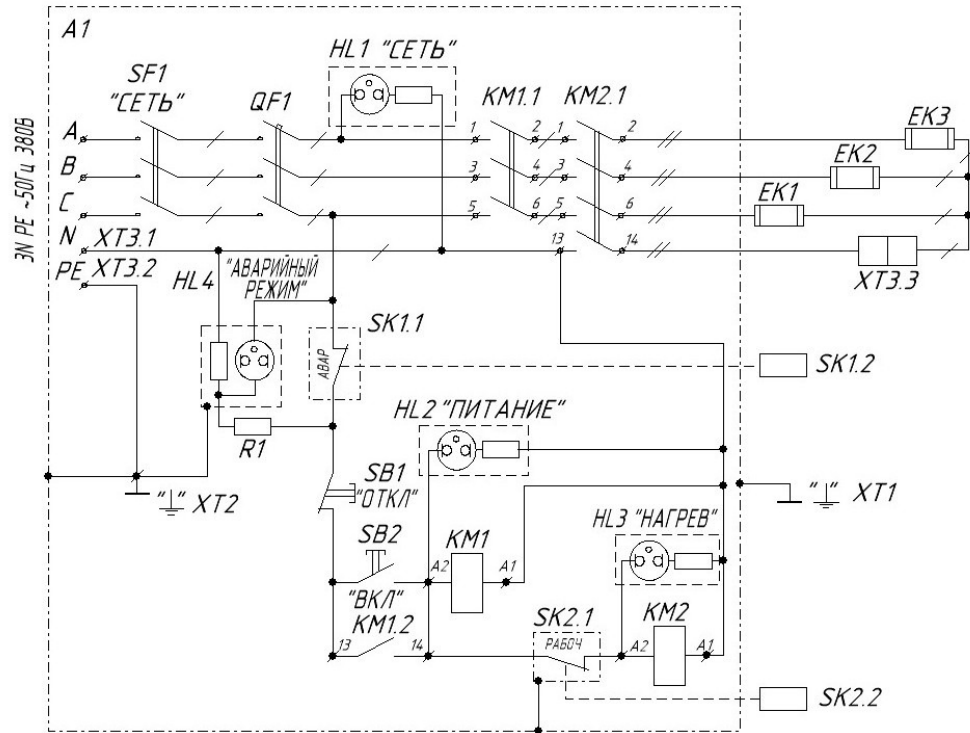 A1
HL1 "СЕТЬ"
SF1
"СЕТЬ"
QF1
KM1.1
KM2.1
EK3
3N PE ~50Гц 380Б
A
1
2
1
2
EK2
B
3
4
3
4
EK1
C
5
6
5
6
N
XT3.1
13
14
PE
XT3.2
HL4
"АВАРИЙНЫЙ
РЕЖИМ"
XT3.3
SK1.1
АВАР
SK1.2
HL2 "ПИТАНИЕ"
R1
SB1
"ОТКЛ"
"⏚" XT2
"⏚" XT1
SB2
KM1
HL3 "НАГРЕВ"
A2
A1
"ВКЛ"
KM1.2
SK2.1
KM2
13
14
РАБОЧ
A2
A1
SK2.2